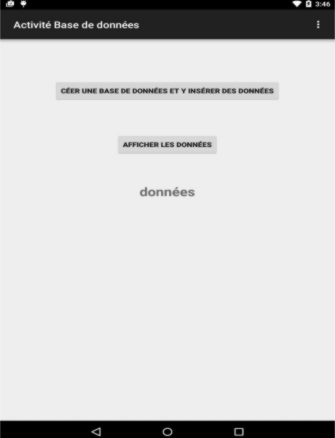 3:46
Activité Base de données
CÉER UNE BASE DE DONNÉES ET Y INSÉRER DES DONNÉES
AFFICHER LES DONNÉES
données